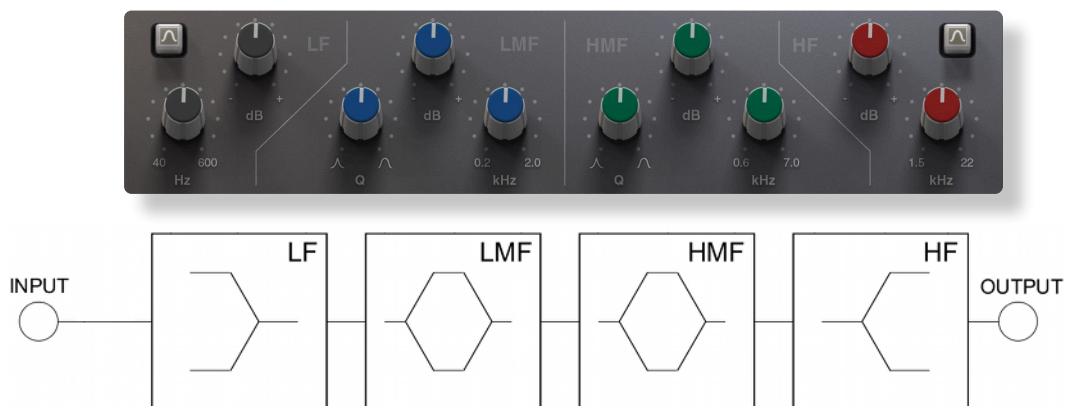 LF
LMF
HMF
HF
- +
dB
- +
dB
- +
dB
- +
dB
40 600
Hz
Q
0.2 2.0
kHz
Q
0.6 7.0
kHz
1.5 22
kHz
LF
LMF
HMF
HF
INPUT
OUTPUT